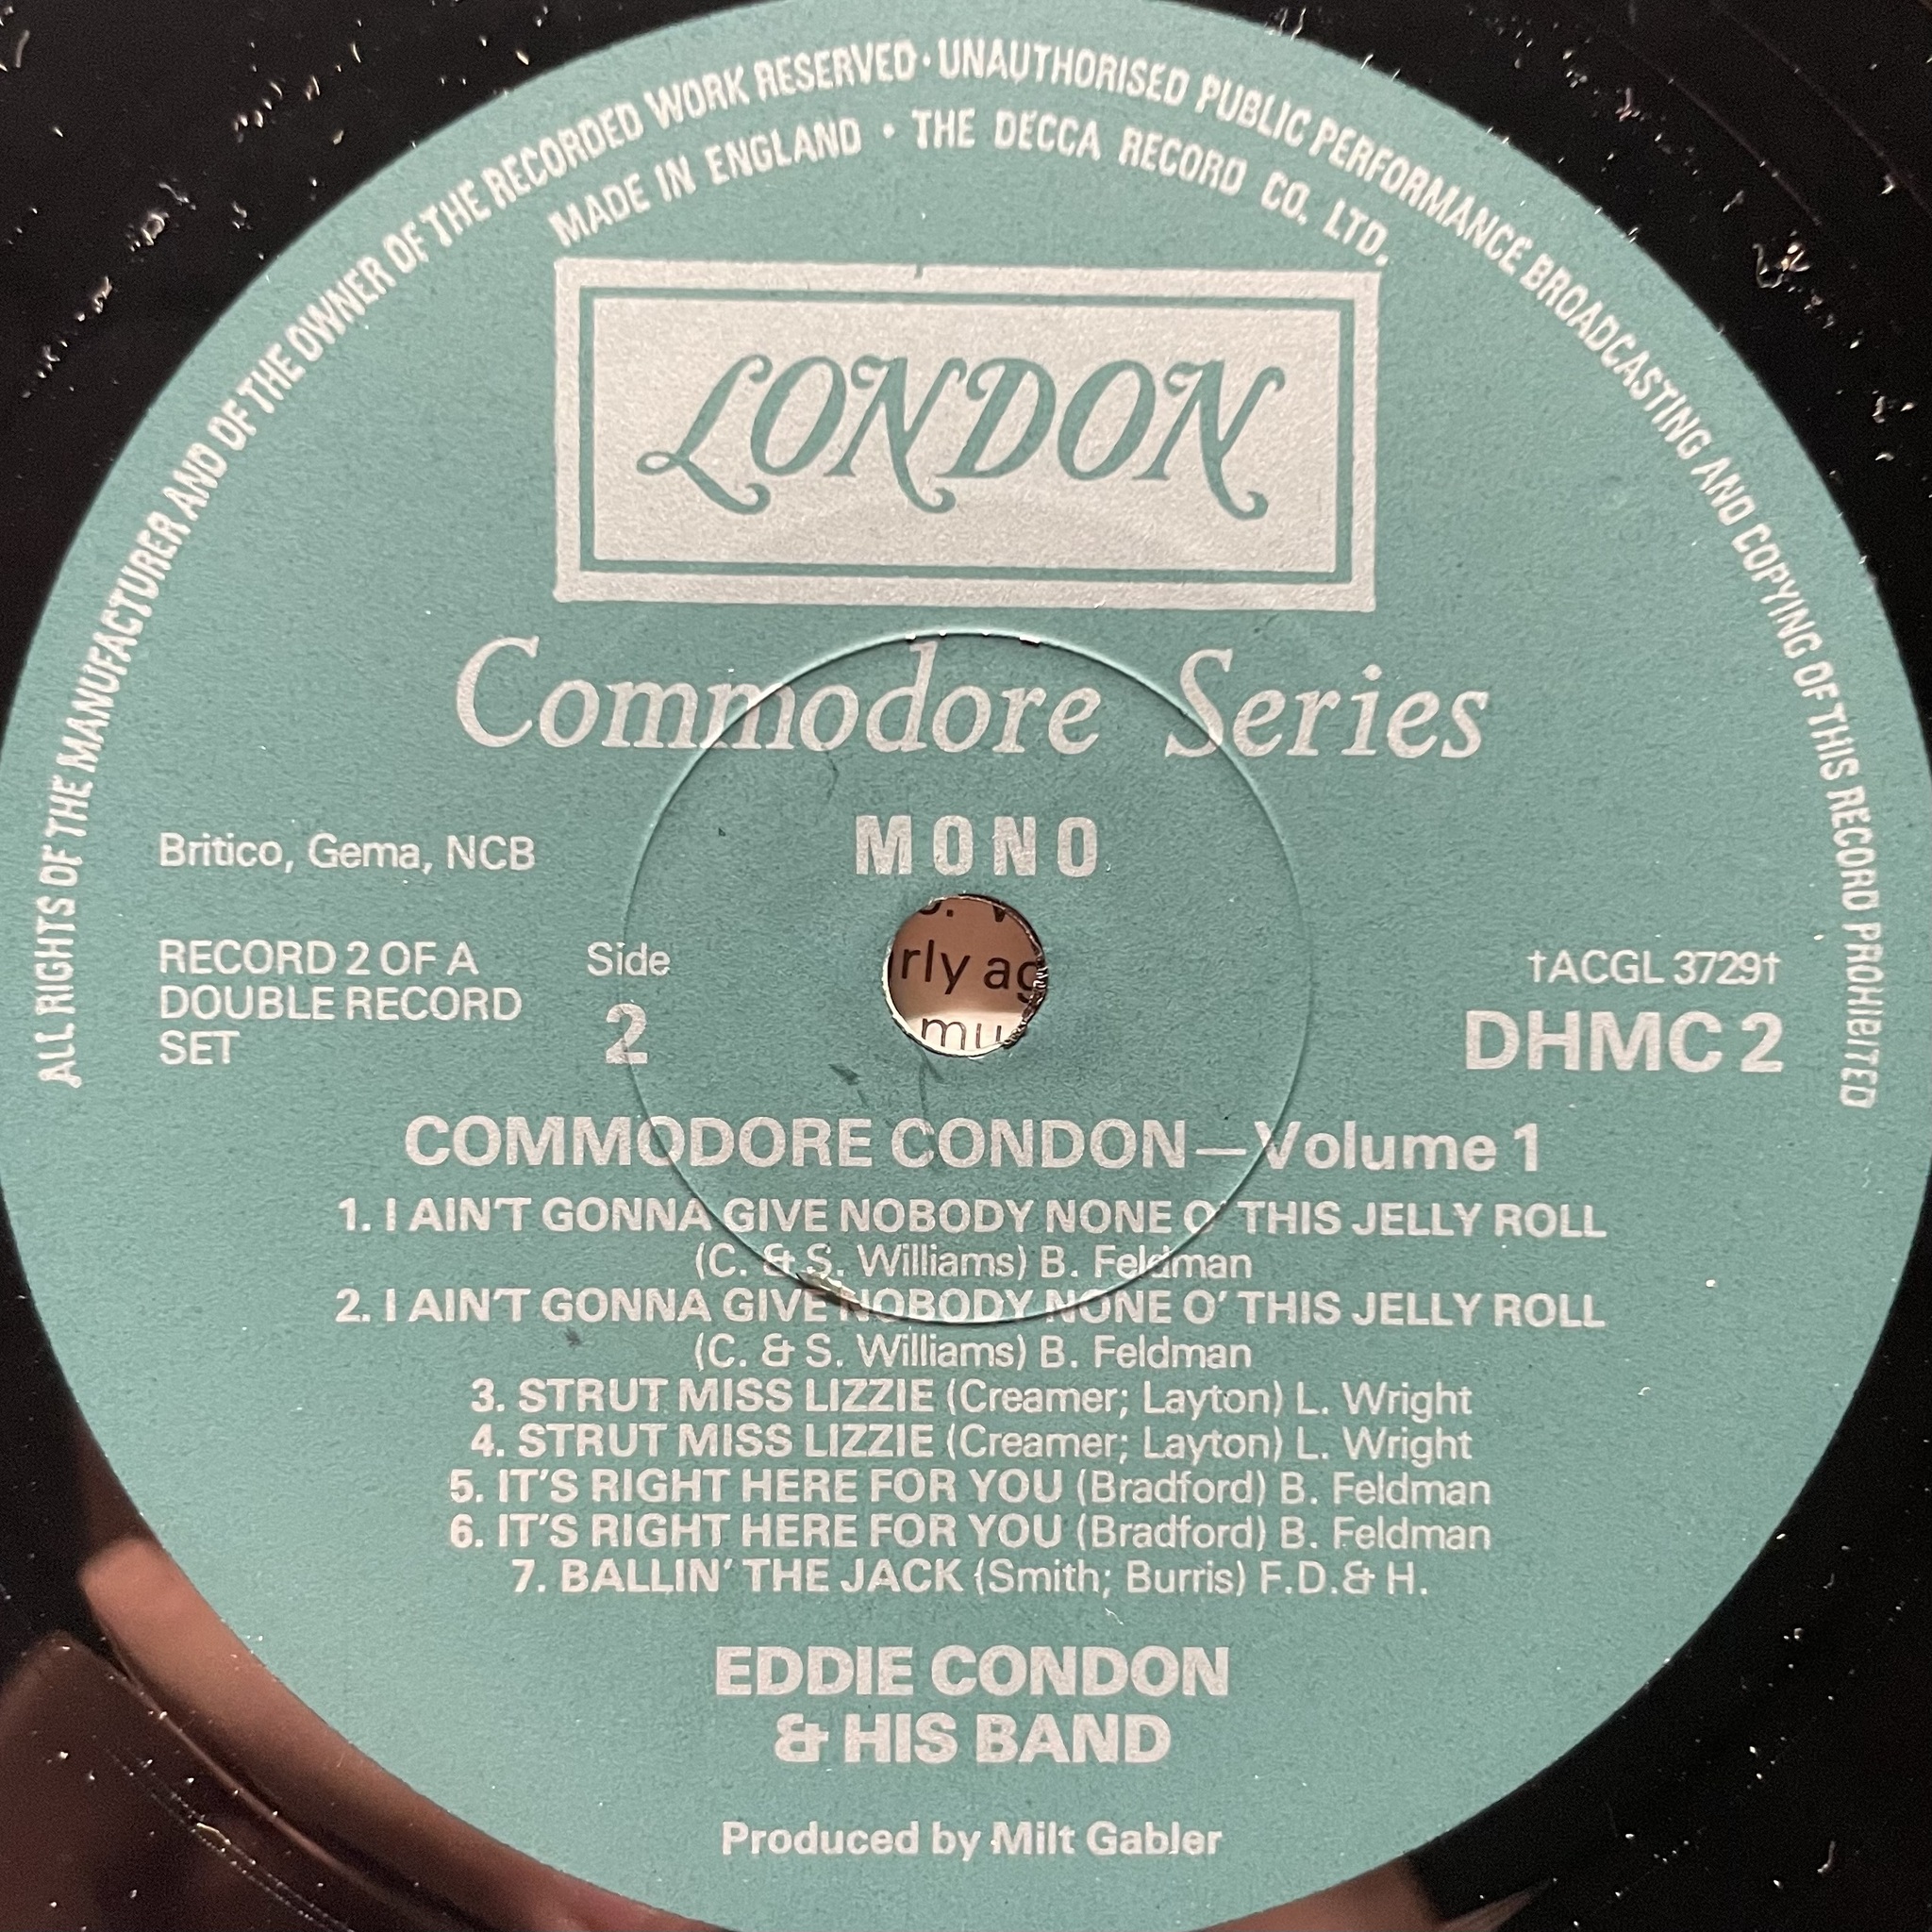 ALL RIGHTS OF THE MANUFACTURER AND OF THE OWNER OF THE RECORDED WORK RESERVED · UNAUTHORISED PUBLIC PERFORMANCE BROADCASTING AND COPYING OF THIS RECORD PROHIBITED
MADE IN ENGLAND • THE DECCA RECORD CO. LTD.
LONDON
Commodore Series
MONO
Britico, Gema, NCB
RECORD 2 OF A
DOUBLE RECORD
SET
Side
2
rly ag
mu
†ACGL 3729†
DHMC 2
COMMODORE CONDON—Volume 1
1. I AIN'T GONNA GIVE NOBODY NONE O' THIS JELLY ROLL
(C. & S. Williams) B. Feldman
2. I AIN'T GONNA GIVE NOBODY NONE O' THIS JELLY ROLL
(C. & S. Williams) B. Feldman
3. STRUT MISS LIZZIE (Creamer; Layton) L. Wright
4. STRUT MISS LIZZIE (Creamer; Layton) L. Wright
5. IT'S RIGHT HERE FOR YOU (Bradford) B. Feldman
6. IT'S RIGHT HERE FOR YOU (Bradford) B. Feldman
7. BALLIN' THE JACK (Smith; Burris) F.D.& H.
EDDIE CONDON
& HIS BAND
Produced by Milt Gabler